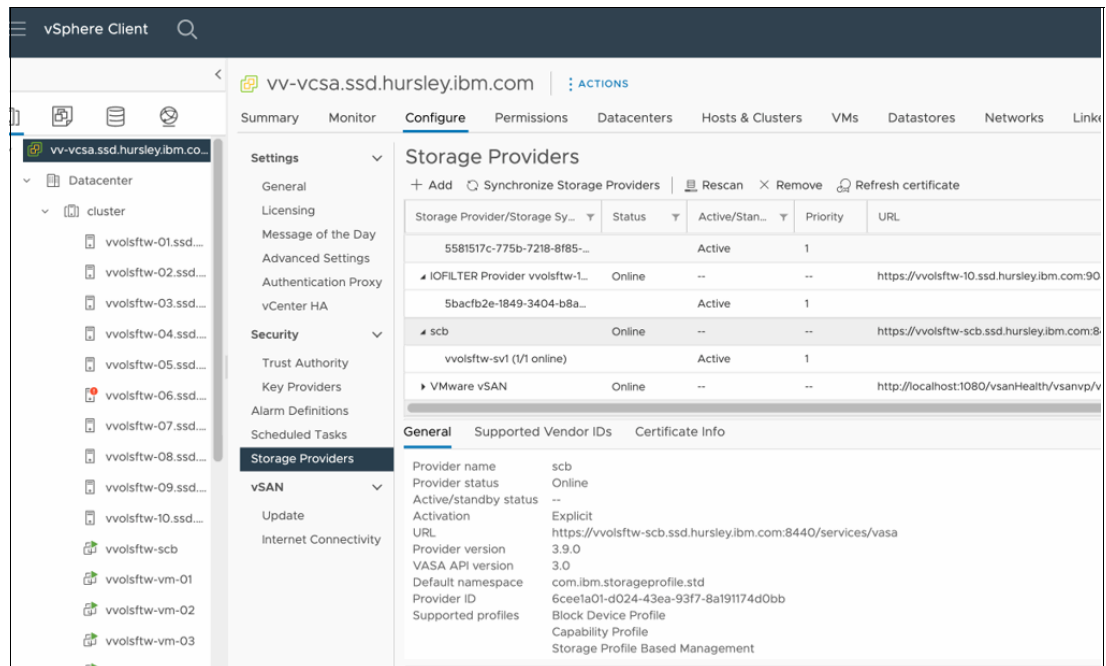 vSphere Client
vv-vcsa.ssd.hursley.ibm.com
ACTIONS
Summary Monitor Configure Permissions Datacenters Hosts & Clusters VMs Datastores Networks Linke
vv-vcsa.ssd.hursley.ibm.co...
Datacenter
cluster
vvolsftw-01.ssd....
vvolsftw-02.ssd....
vvolsftw-03.ssd....
vvolsftw-04.ssd....
vvolsftw-05.ssd....
vvolsftw-06.ssd....
vvolsftw-07.ssd....
vvolsftw-08.ssd....
vvolsftw-09.ssd....
vvolsftw-10.ssd....
vvolsftw-scb
vvolsftw-vm-01
vvolsftw-vm-02
vvolsftw-vm-03
Settings
General
Licensing
Message of the Day
Advanced Settings
Authentication Proxy
vCenter HA
Security
Trust Authority
Key Providers
Alarm Definitions
Scheduled Tasks
Storage Providers
vSAN
Update
Internet Connectivity
Storage Providers
+ Add Synchronize Storage Providers Rescan × Remove Refresh certificate
Storage Provider/Storage Sy... Status Active/Stan... Priority URL
5581517c-775b-7218-8f85-... Active 1
IOFILTER Provider vvolsftw-1... Online -- -- https://vvolsftw-10.ssd.hursley.ibm.com:90
5bacfb2e-1849-3404-b8a... Active 1
scb Online -- -- https://vvolsftw-scb.ssd.hursley.ibm.com:8
vvolsftw-sv1 (1/1 online) Active 1
VMware vSAN Online -- -- http://localhost:1080/vsanHealth/vsanvp/v
General Supported Vendor IDs Certificate Info
Provider name scb
Provider status Online
Active/standby status --
Activation Explicit
URL https://vvolsftw-scb.ssd.hursley.ibm.com:8440/services/vasa
Provider version 3.9.0
VASA API version 3.0
Default namespace com.ibm.storageprofile.std
Provider ID 6cee1a01-d024-43ea-93f7-8a191174d0bb
Supported profiles Block Device Profile
Capability Profile
Storage Profile Based Management